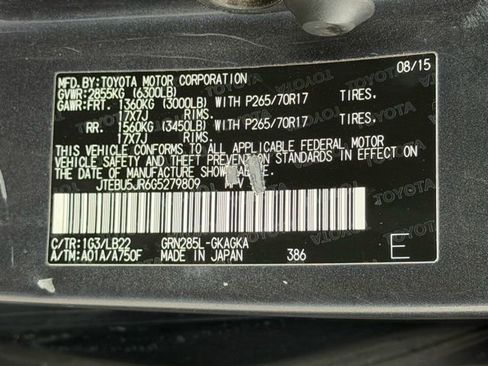 MFD.BY:TOYOTA MOTOR CORPORATION 08/15
GVWR:2855KG (6300LB)
GAWR:FRT. 1360KG (3000LB) WITH P265/70R17 TIRES.
17X7J RIMS.
RR. 1560KG (3450LB) WITH P265/70R17 TIRES.
17X7J RIMS.
THIS VEHICLE CONFORMS TO ALL APPLICABLE FEDERAL MOTOR
VEHICLE SAFETY AND THEFT PREVENTION STANDARDS IN EFFECT ON
THE DATE OF MANUFACTURE SHOWN ABOVE.
JTEBU5JR6G5279809
C/TR:1G3/LB22 GRN285L-GKAGKA
A/TM:A01A/A750F MADE IN JAPAN 386
E